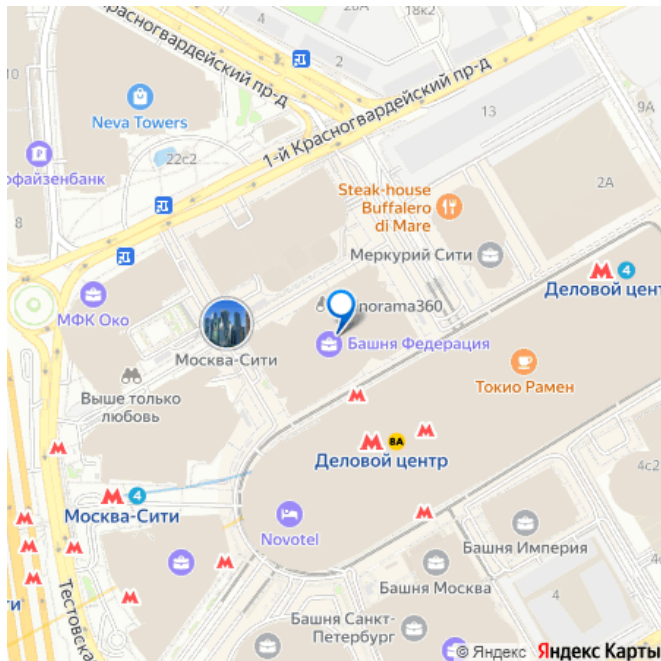 Красногвардейский пр-д
2
20А
18к2
10
Neva Towers
1-й Красногвардейский пр-д
13
9А
22с2
офайзенбанк
8
2А
Steak-house
Buffalero
di Mare
Меркурий Сити
4
Деловой цент
МФК Око
norama360
Москва-Сити
Башня Федерация
Токио Рамен
Выше только
любовь
8А
Деловой центр
4с2
4
Москва-Сити
Novotel
Башня Империя
Башня Москва
4
Тестовская
ти
Башня Санкт-
Петербург
© Яндекс Яндекс Карты